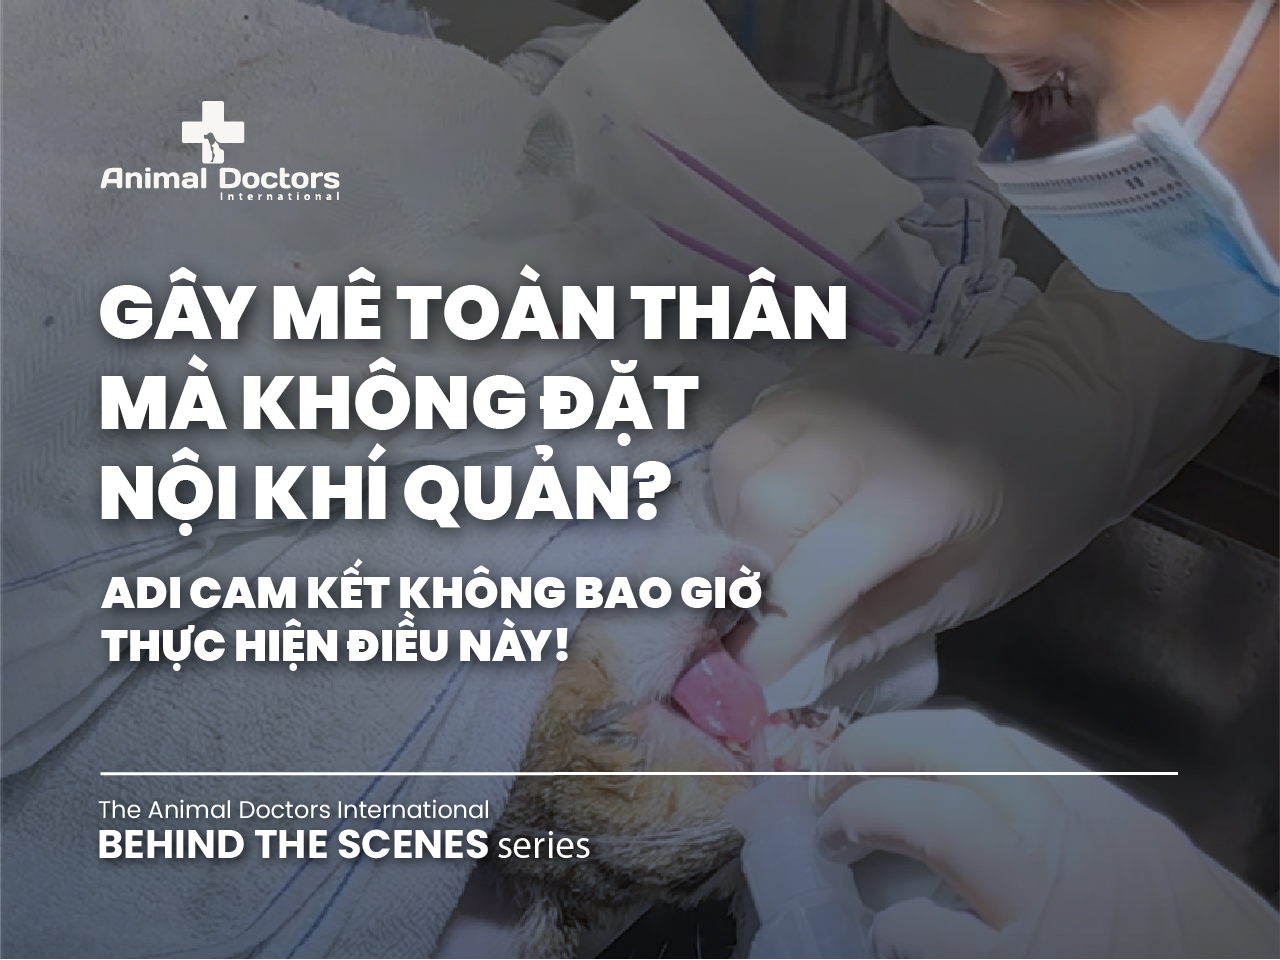 Animal Doctors
International
GÂY MÊ TOÀN THÂN
MÀ KHÔNG ĐẶT
NỘI KHÍ QUẢN?
ADI CAM KẾT KHÔNG BAO GIỜ
THỰC HIỆN ĐIỀU NÀY!
The Animal Doctors International
BEHIND THE SCENES series